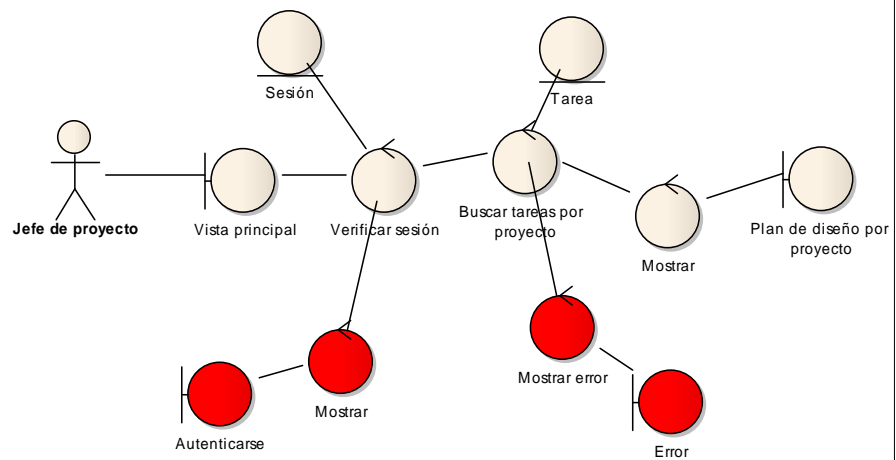 Sesión
Tarea
Jefe de proyecto
Vista principal
Verificar sesión
Buscar tareas por
proyecto
Mostrar
Plan de diseño por
proyecto
Autenticarse
Mostrar
Mostrar error
Error